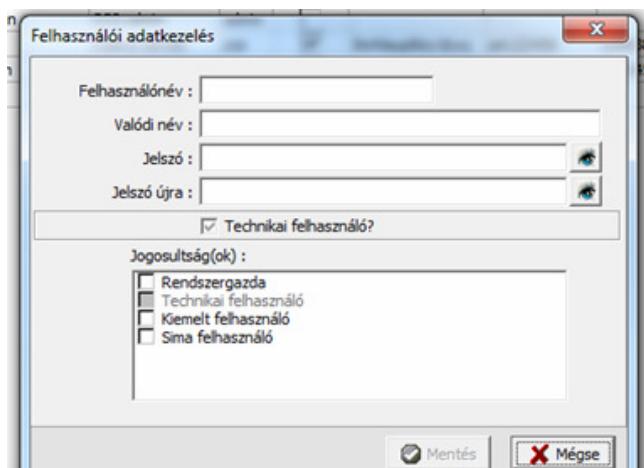 Felhasználói adatkezelés
Felhasználónév :
Valódi név :
Jelszó :
Jelszó újra :
Technikai felhasználó?
Jogosultság(ok) :
Rendszergazda
Technikai felhasználó
Kiemelt felhasználó
Sima felhasználó
Mentés
Mégse